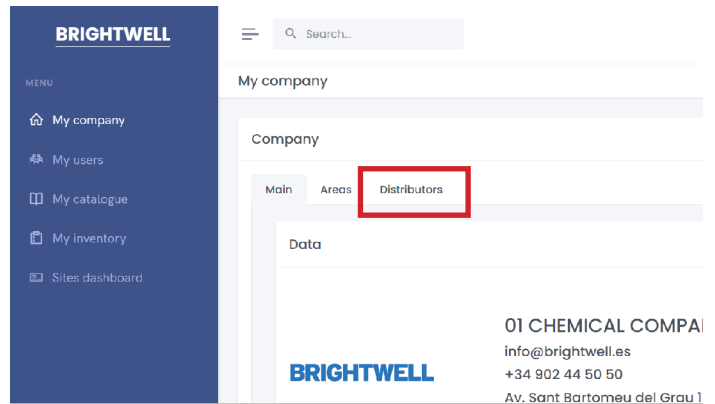 BRIGHTWELL
Search...
MENU
My company
My company
My users
My catalogue
My inventory
Sites dashboard
Company
Main Areas Distributors
Data
BRIGHTWELL
01 CHEMICAL COMPA
info@brightwell.es
+34 902 44 50 50
Av. Sant Bartomeu del Grau 1